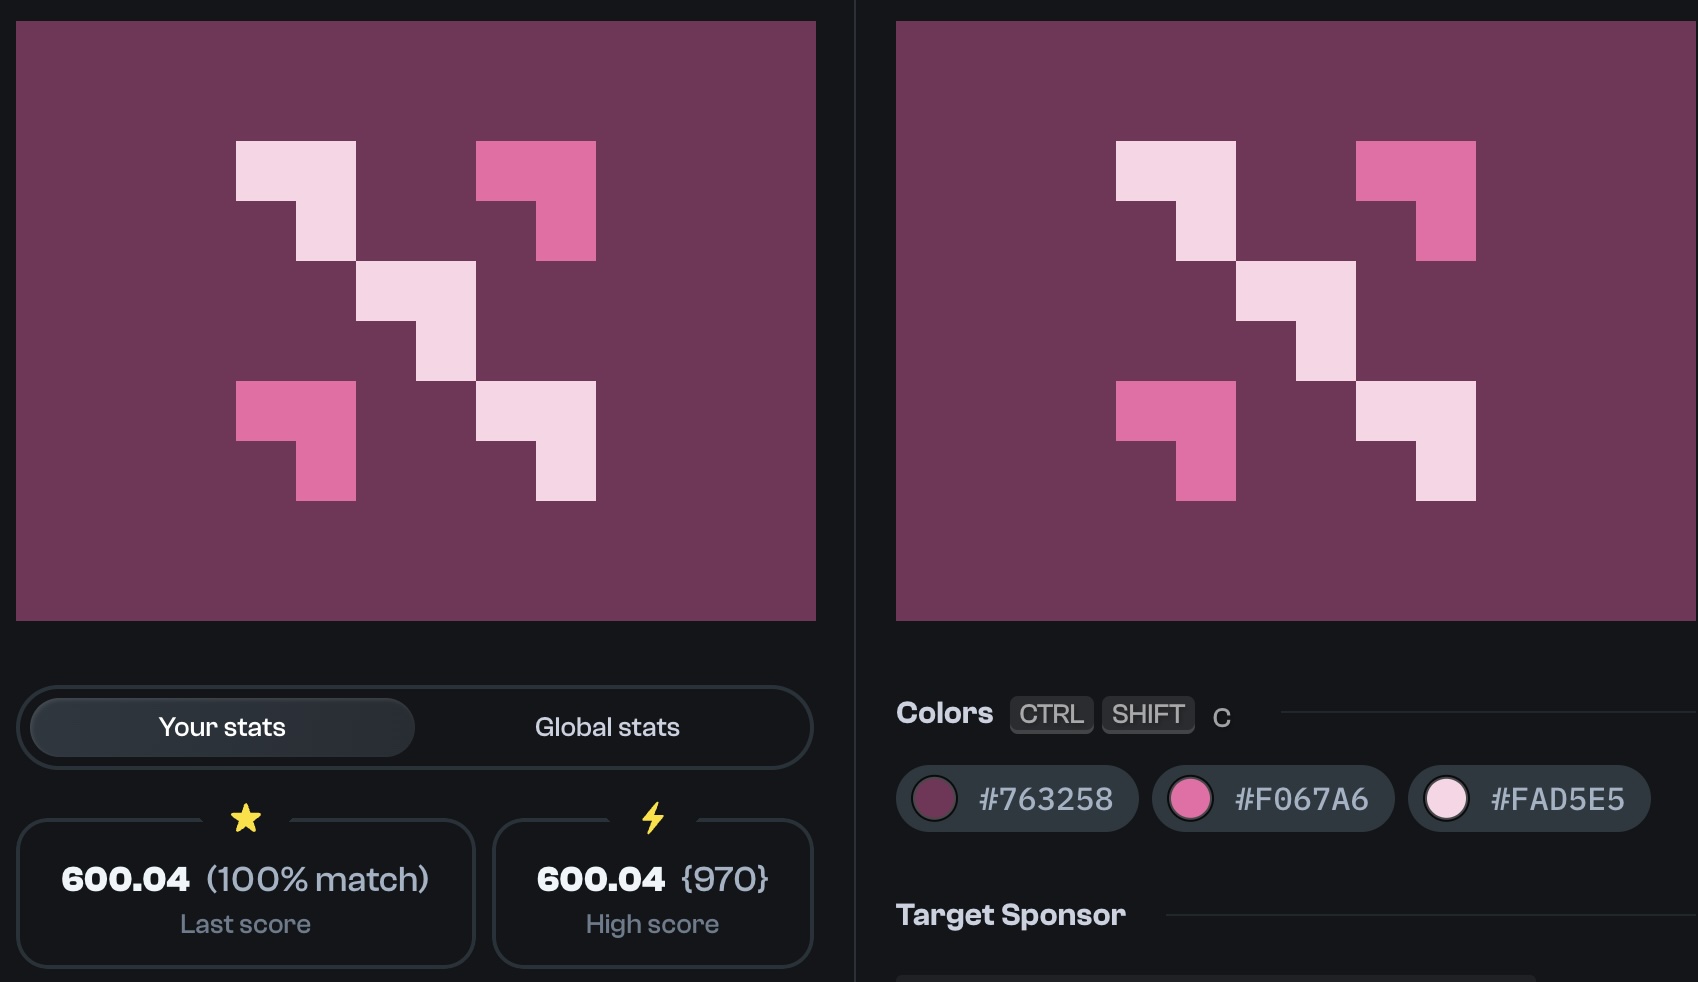 Your stats
Global stats
600.04 (100% match)
Last score
600.04 {970}
High score
Colors CTRL SHIFT C
#763258
#F067A6
#FAD5E5
Target Sponsor